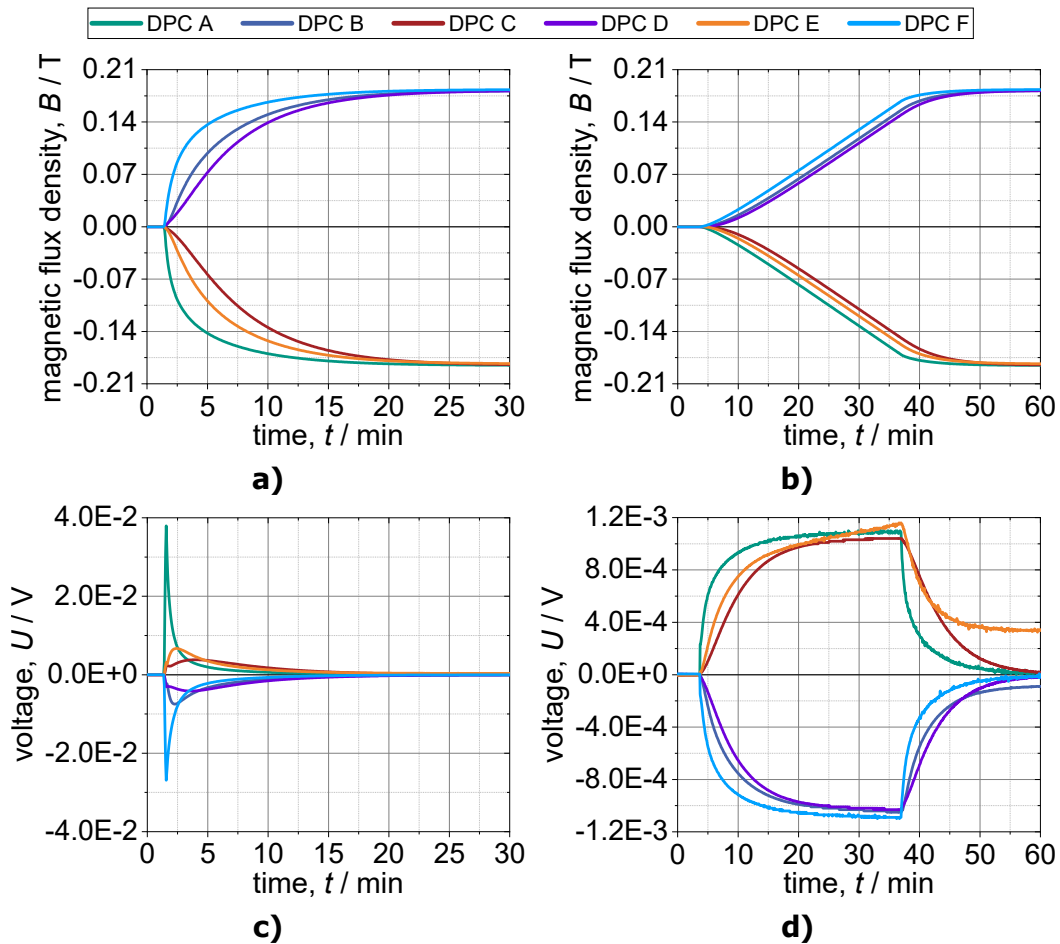 DPC A DPC B DPC C DPC D DPC E DPC F
magnetic flux density, B / T
0.21
0.14
0.07
0.00
-0.07
-0.14
-0.21
0 5 10 15 20 25 30
time, t / min
a)
magnetic flux density, B / T
0.21
0.14
0.07
0.00
-0.07
-0.14
-0.21
0 10 20 30 40 50 60
time, t / min
b)
voltage, U / V
4.0E-2
2.0E-2
0.0E+0
-2.0E-2
-4.0E-2
0 5 10 15 20 25 30
time, t / min
c)
voltage, U / V
1.2E-3
8.0E-4
4.0E-4
0.0E+0
-4.0E-4
-8.0E-4
-1.2E-3
0 10 20 30 40 50 60
time, t / min
d)